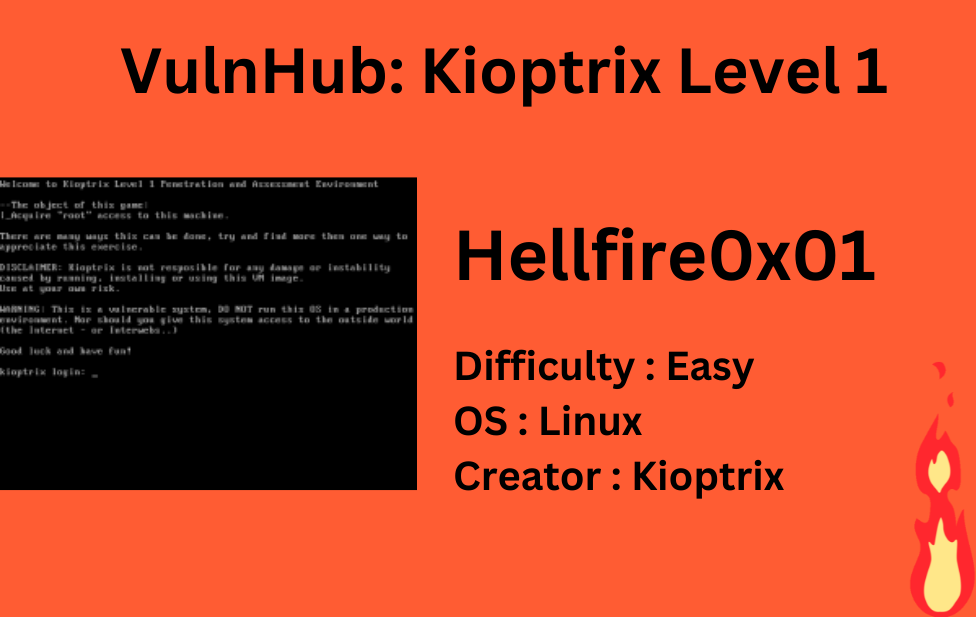 VulnHub: Kioptrix Level 1
Welcome to Kioptrix Level 1 Penetration and Assessment Environment
--The object of this game:
|_Acquire "root" access to this machine.
There are many ways this can be done, try and find more then one way to
appreciate this exercise.
DISCLAIMER: Kioptrix is not resposible for any damage or instability
caused by running, installing or using this VM image.
Use at your own risk.
WARNING: This is a vulnerable system, DO NOT run this OS in a production
environment. Nor should you give this system access to the outside world
(the Internet - or Interwebs..)
Good luck and have fun!
kioptrix login: _
Hellfire0x01
Difficulty : Easy
OS : Linux
Creator : Kioptrix